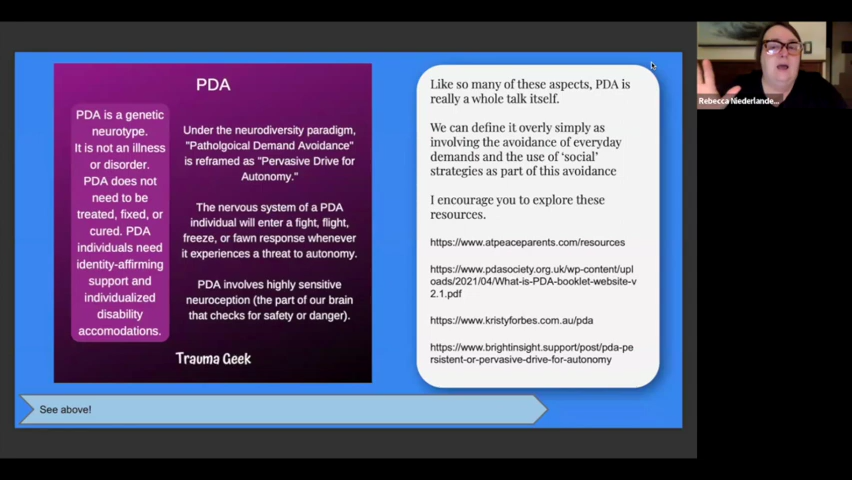 PDA
PDA is a genetic
neurotype.
It is not an illness
or disorder.
PDA does not
need to be
treated, fixed, or
cured. PDA
individuals need
identity-affirming
support and
individualized
disability
accomodations.
Under the neurodiversity paradigm,
"Patholgoical Demand Avoidance"
is reframed as "Pervasive Drive for
Autonomy."
The nervous system of a PDA
individual will enter a fight, flight,
freeze, or fawn response whenever
it experiences a threat to autonomy.
PDA involves highly sensitive
neuroception (the part of our brain
that checks for safety or danger).
Trauma Geek
Like so many of these aspects, PDA is
really a whole talk itself.
We can define it overly simply as
involving the avoidance of everyday
demands and the use of ‘social’
strategies as part of this avoidance
I encourage you to explore these
resources.
https://www.atpeaceparents.com/resources
https://www.pdasociety.org.uk/wp-content/upl
oads/2021/04/What-is-PDA-booklet-website-v
2.1.pdf
https://www.kristyforbes.com.au/pda
https://www.brightinsight.support/post/pda-pe
rsistent-or-pervasive-drive-for-autonomy
See above!
Rebecca Niederlande...